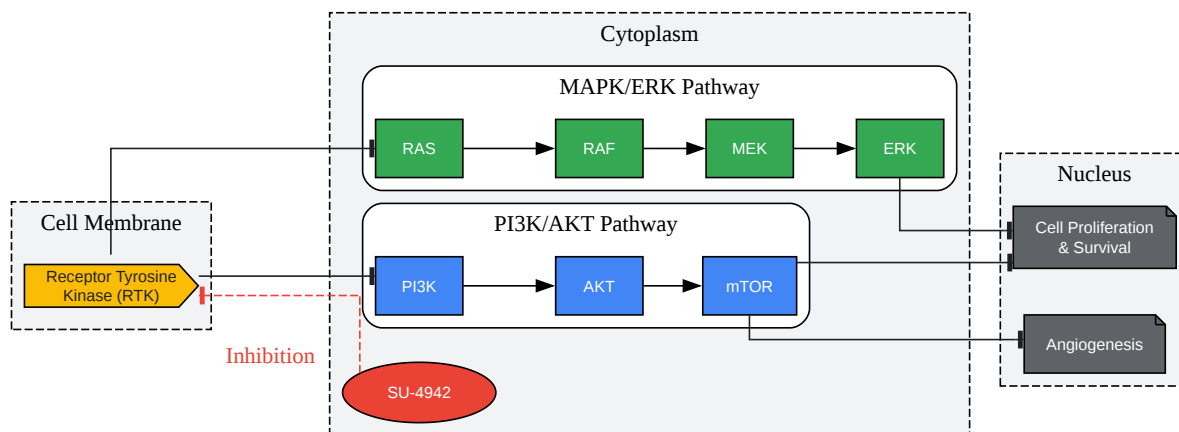 Cytoplasm
MAPK/ERK Pathway
RAS
RAF
MEK
ERK
Nucleus
Cell Membrane
PI3K/AKT Pathway
Cell Proliferation
& Survival
Receptor Tyrosine
Kinase (RTK)
PI3K
AKT
mTOR
Inhibition
Angiogenesis
SU-4942